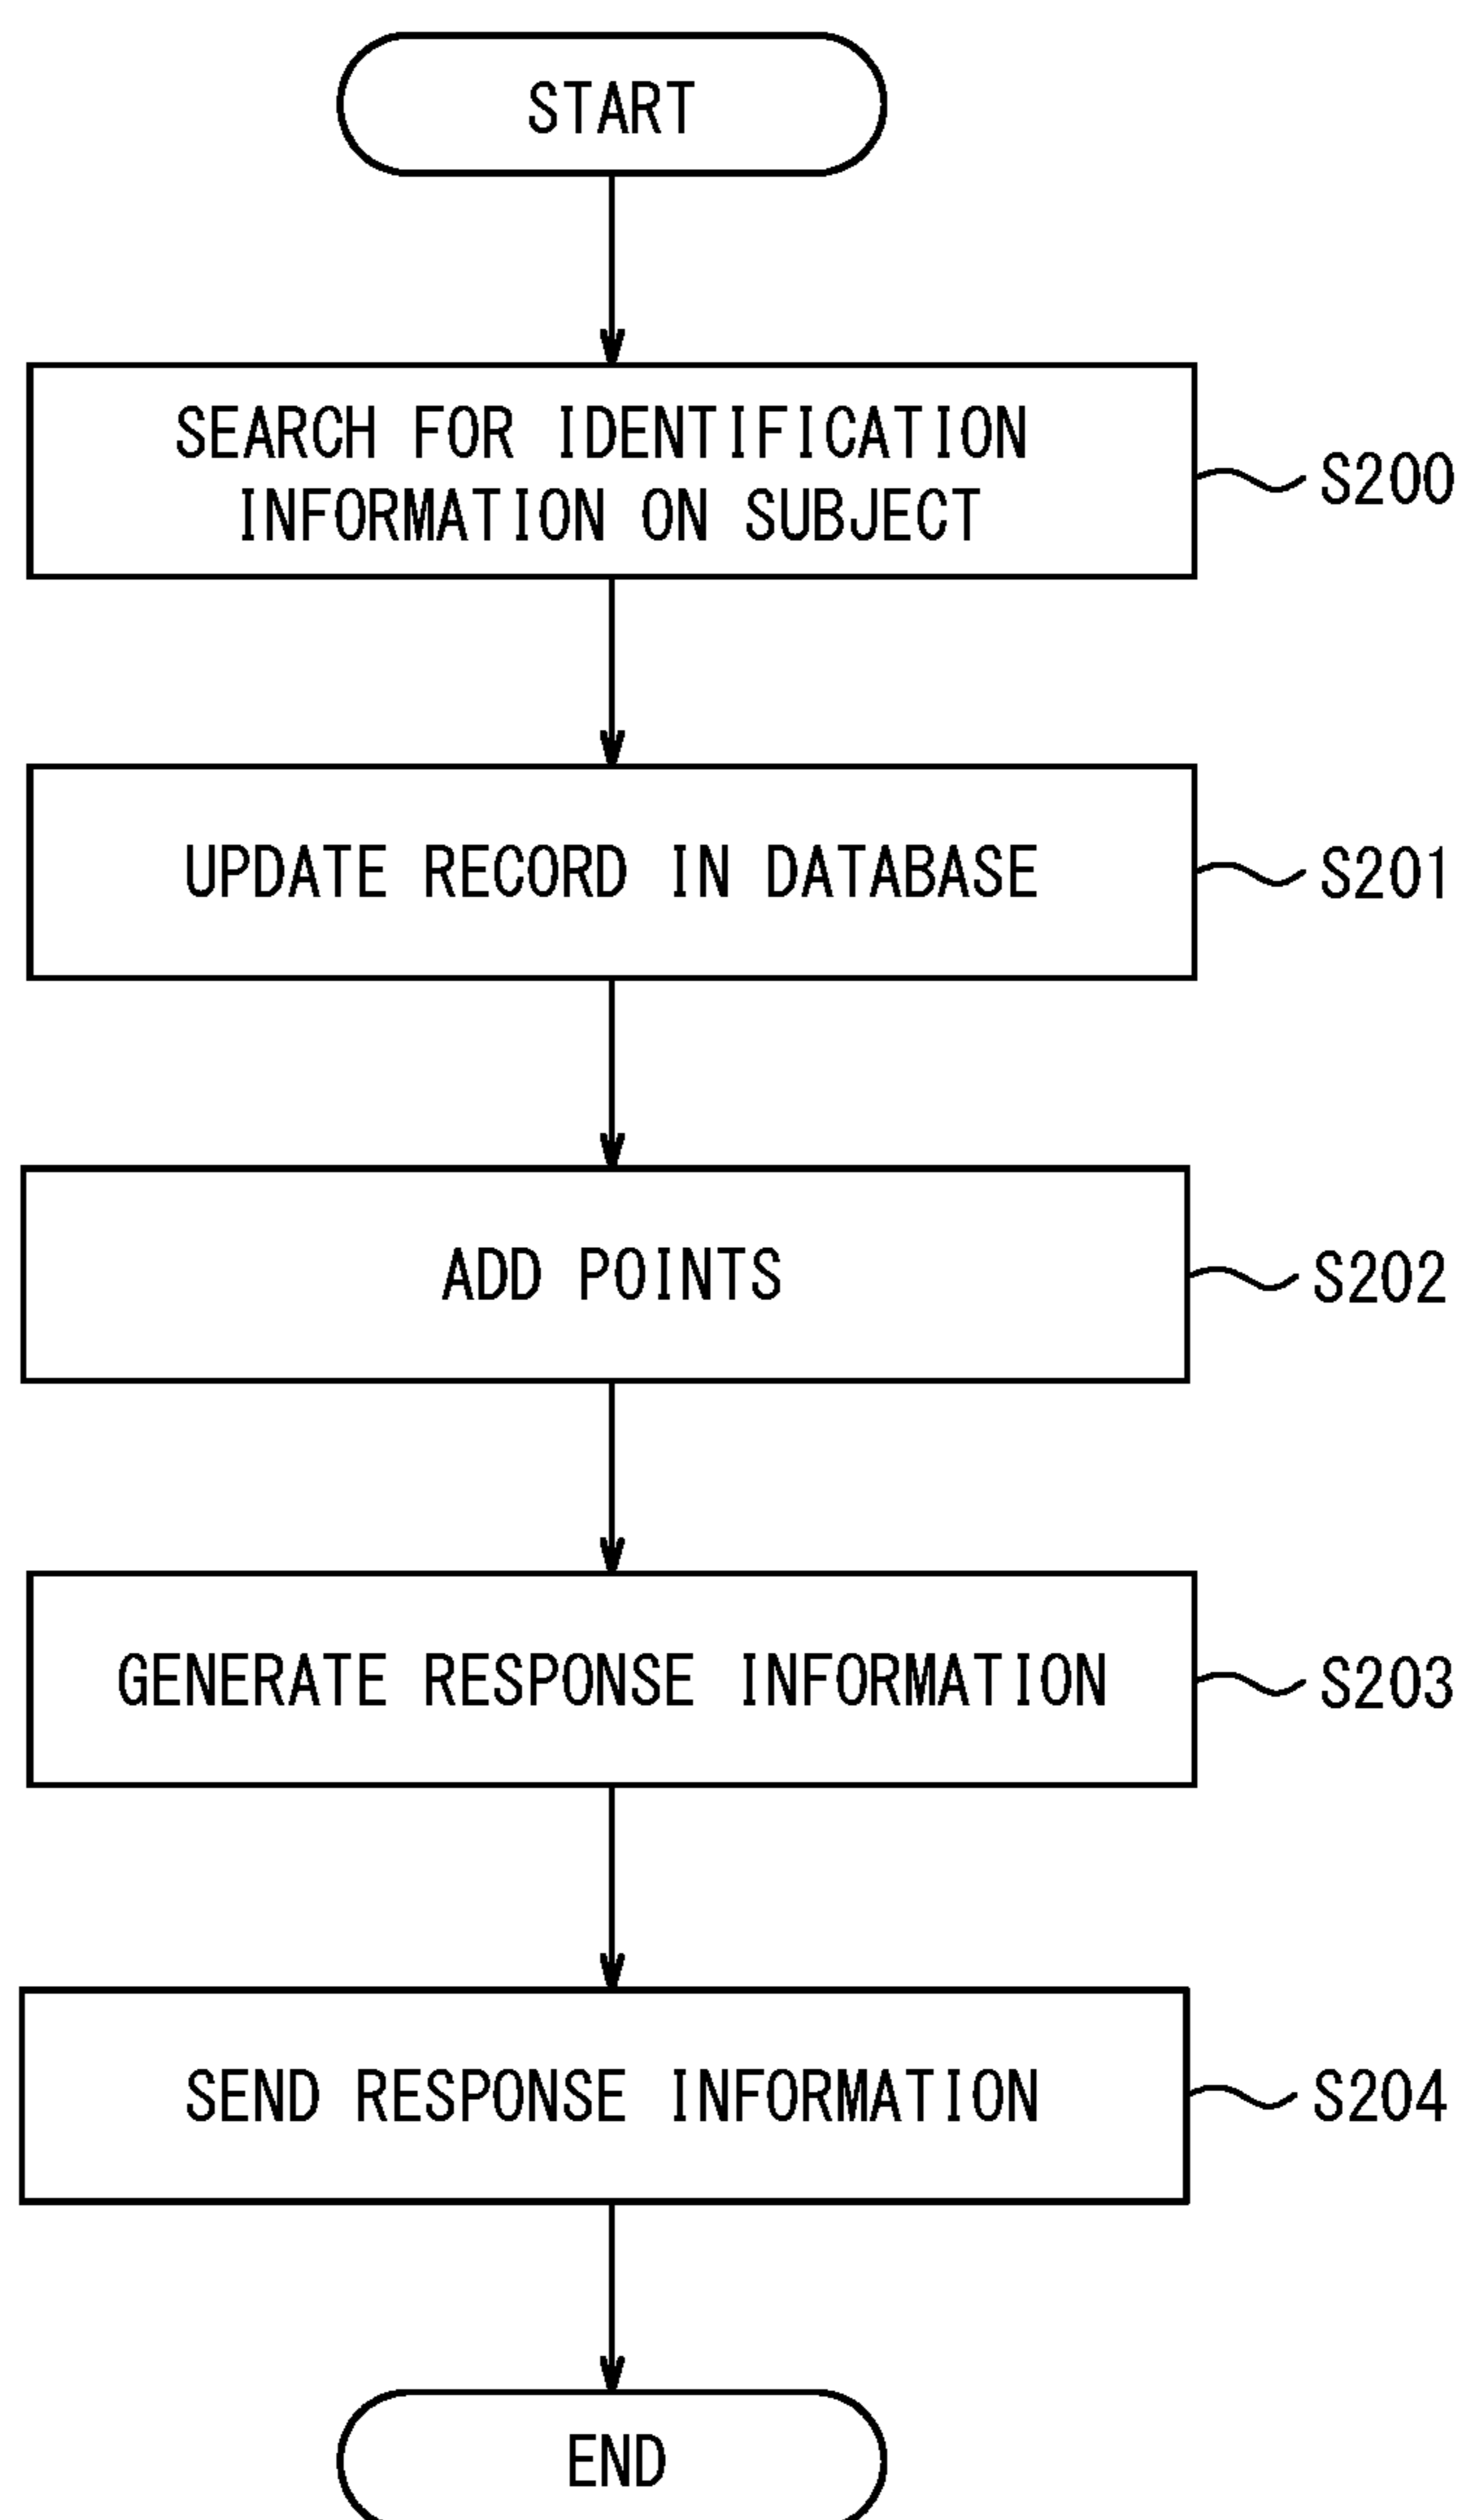 START
SEARCH FOR IDENTIFICATION
INFORMATION ON SUBJECT
S200
UPDATE RECORD IN DATABASE
S201
ADD POINTS
S202
GENERATE RESPONSE INFORMATION
S203
SEND RESPONSE INFORMATION
S204
END